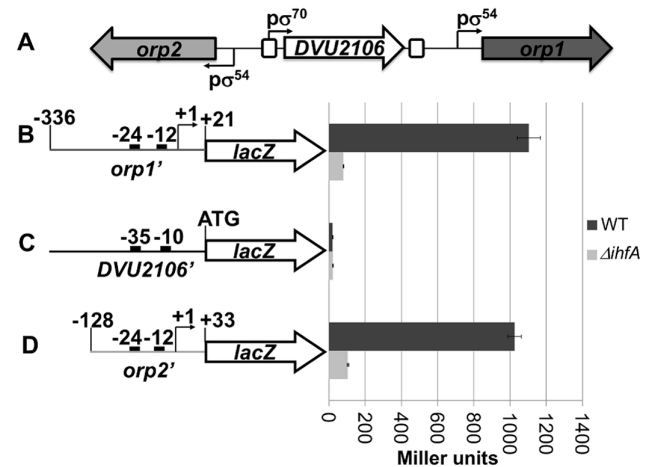 A
orp2
pσ54
pσ70
DVU2106
pσ54
orp1
B
-336
-24
-12
+1
+21
orp1’
lacZ
C
-35
-10
ATG
DVU2106’
lacZ
D
-128
-24
-12
+1
+33
orp2’
lacZ
WT
ΔihfA
0
200
400
600
800
1000
1200
1400
Miller units